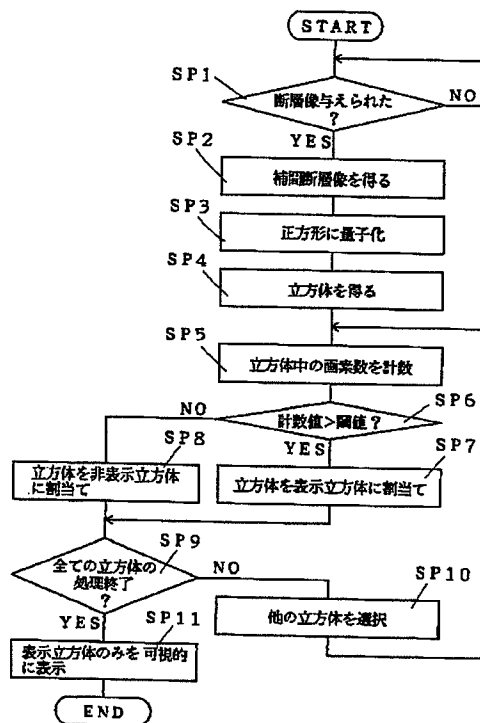 START
SP1
断層像与えられた
?
NO
YES
SP2
補間断層像を得る
SP3
正方形に量子化
SP4
立方体を得る
SP5
立方体中の画素数を計数
SP6
計数値>閾値?
NO
YES
SP8
立方体を非表示立方体
に割当て
SP7
立方体を表示立方体に割当て
SP9
全ての立方体の
処理終了
?
NO
YES
SP10
他の立方体を選択
SP11
表示立方体のみを可視的
に表示
END